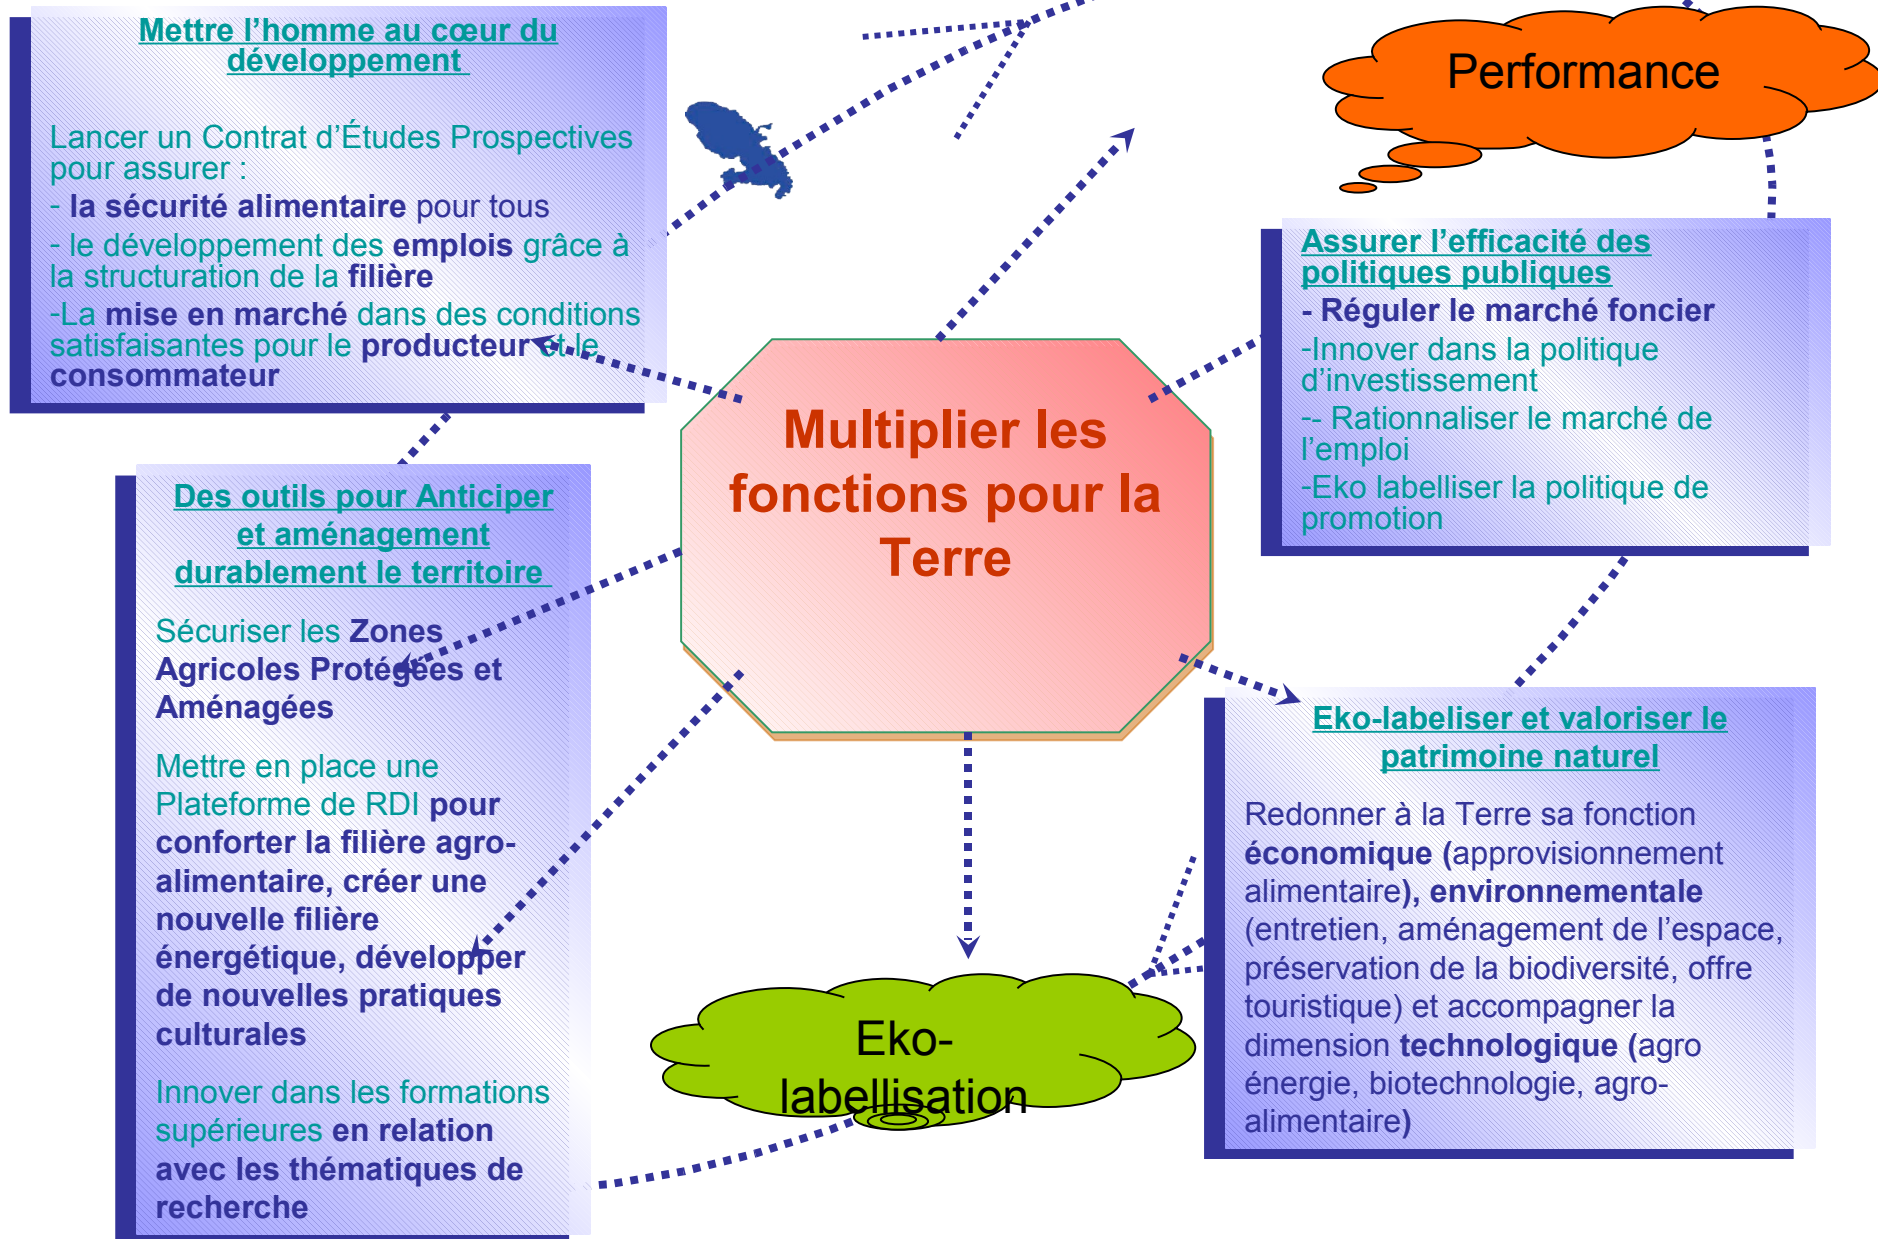 Mettre l’homme au cœur du
développement
Lancer un Contrat d’Études Prospectives
pour assurer :
- la sécurité alimentaire pour tous
- le développement des emplois grâce à
la structuration de la filière
-La mise en marché dans des conditions
satisfaisantes pour le producteur et le
consommateur
Performance
Assurer l’efficacité des
politiques publiques
- Réguler le marché foncier
-Innover dans la politique
d’investissement
-- Rationnaliser le marché de
l’emploi
-Eko labelliser la politique de
promotion
Multiplier les
fonctions pour la
Terre
Des outils pour Anticiper
et aménagement
durablement le territoire
Sécuriser les Zones
Agricoles Protégées et
Aménagées
Mettre en place une
Plateforme de RDI pour
conforter la filière agro-
alimentaire, créer une
nouvelle filière
énergétique, développer
de nouvelles pratiques
culturales
Innover dans les formations
supérieures en relation
avec les thématiques de
recherche
Eko-labeliser et valoriser le
patrimoine naturel
Redonner à la Terre sa fonction
économique (approvisionnement
alimentaire), environnementale
(entretien, aménagement de l’espace,
préservation de la biodiversité, offre
touristique) et accompagner la
dimension technologique (agro
énergie, biotechnologie, agro-
alimentaire)
Eko-
labellisation